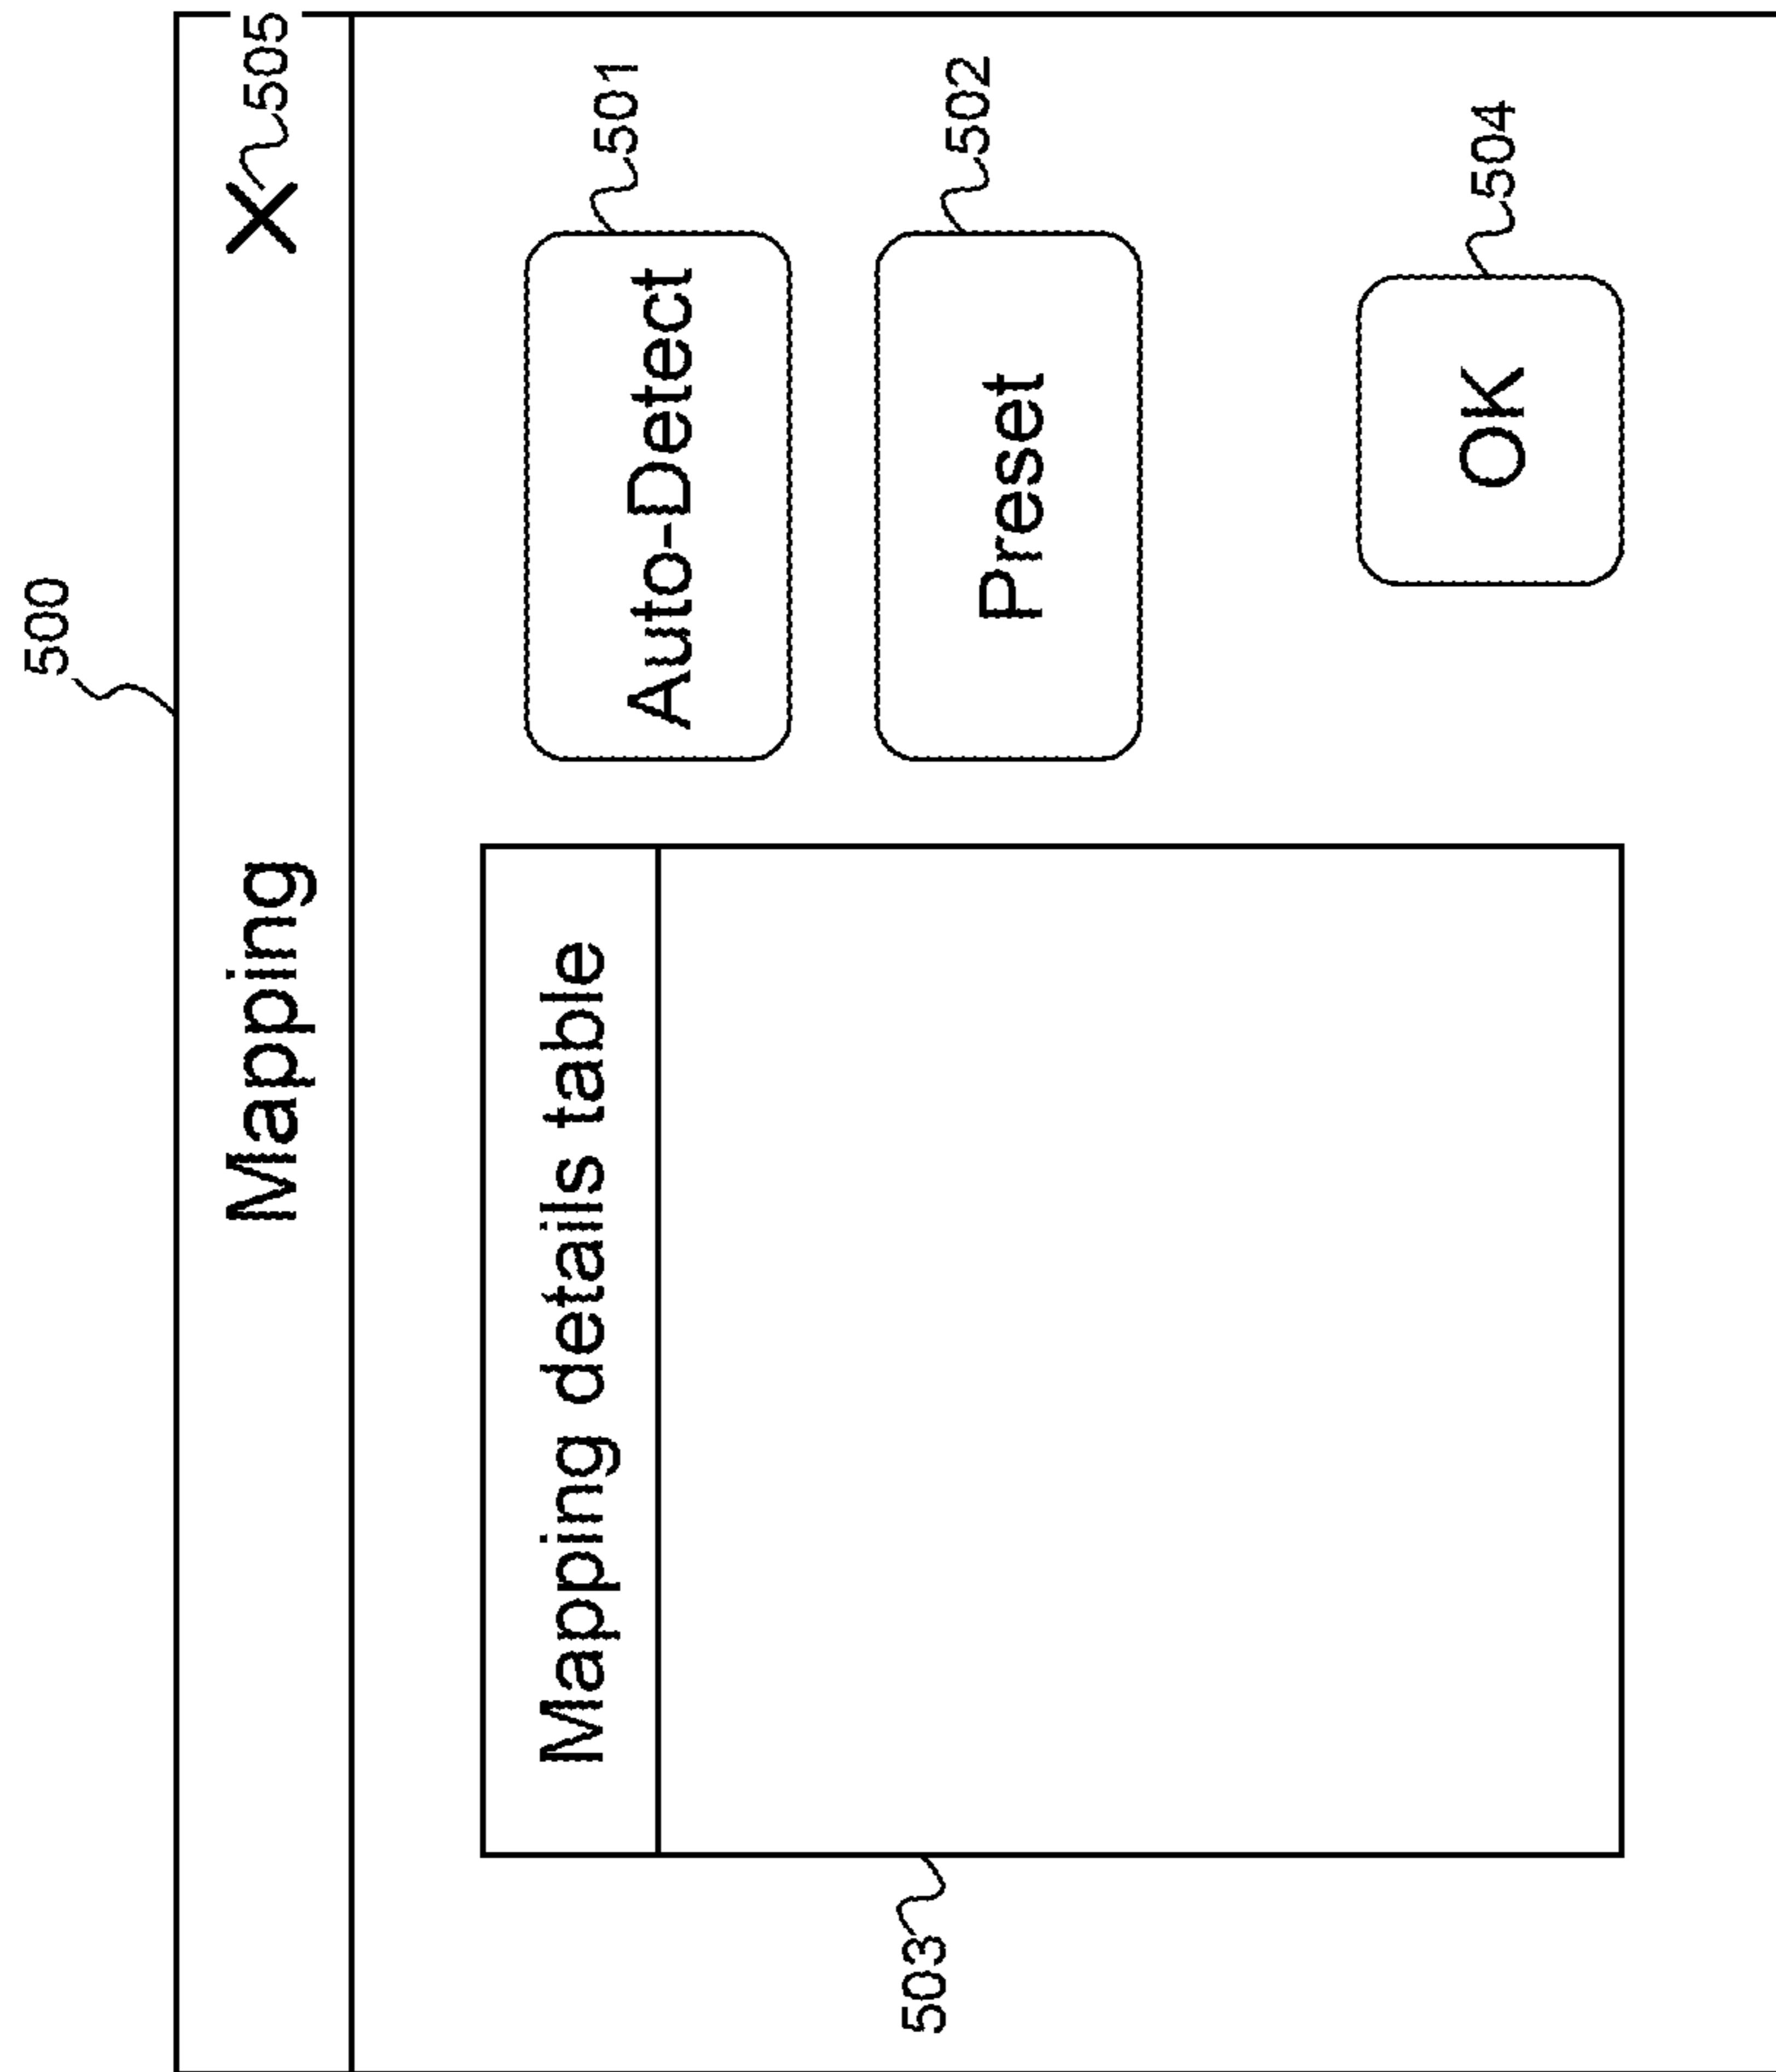 500
Mapping
X 505
Mapping details table
Auto-Detect
501
Preset
502
503
OK
504